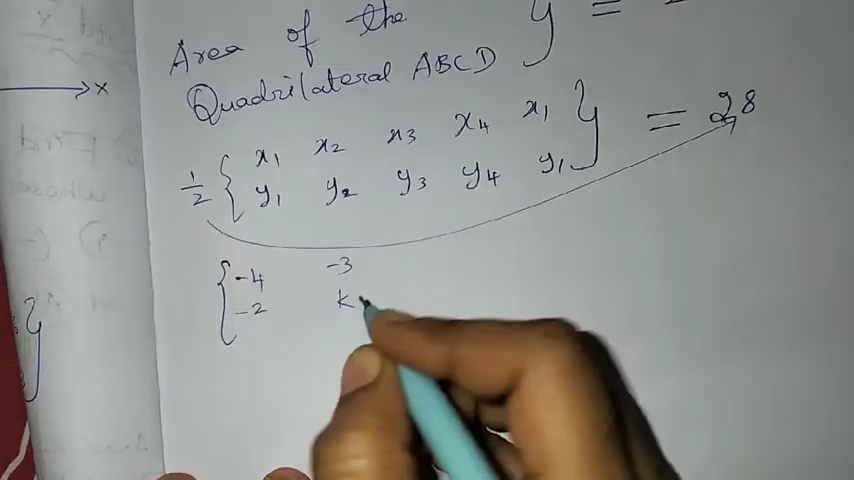 Area of the y =
Quadrilateral ABCD
x
1/2 { x1 x2 x3 x4 x1
y1 y2 y3 y4 y1 } = 28
{ -4 -3
-2 k